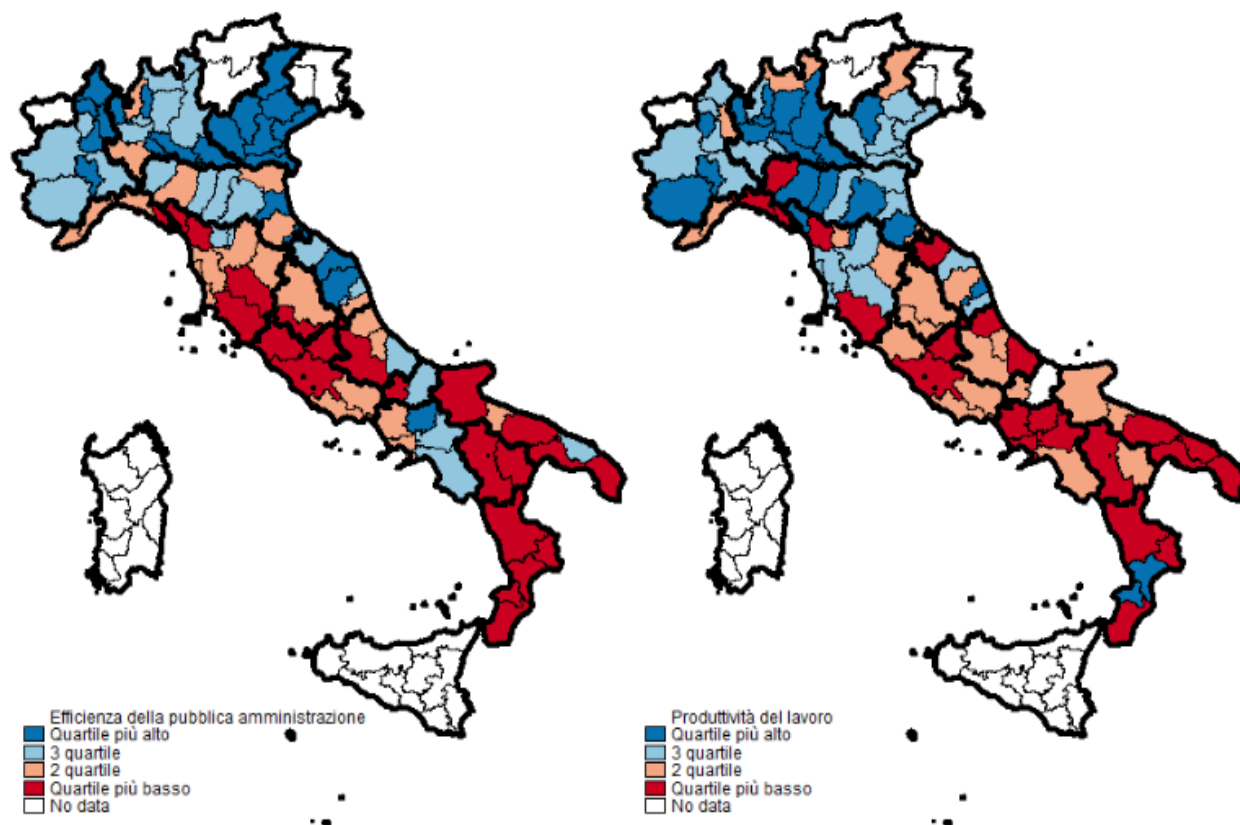 Efficienza della pubblica amministrazione
Quartile più alto
3 quartile
2 quartile
Quartile più basso
No data
Produttività del lavoro
Quartile più alto
3 quartile
2 quartile
Quartile più basso
No data